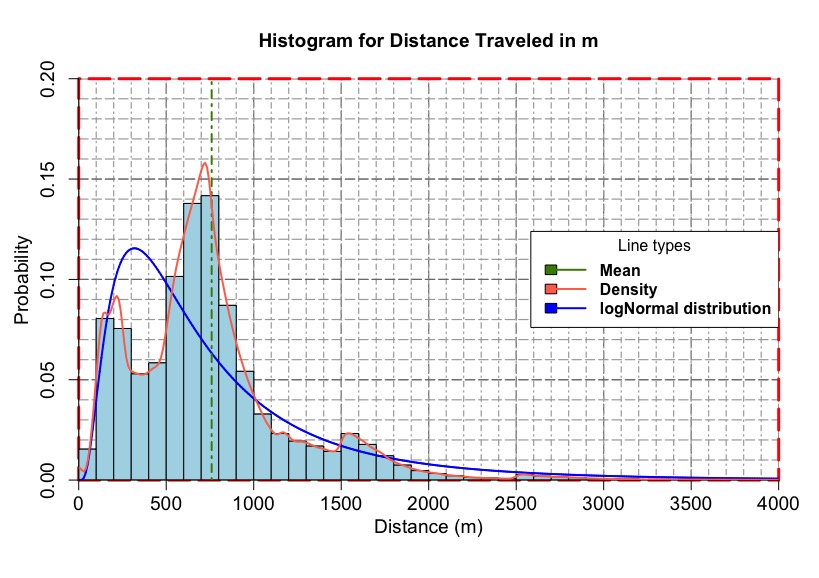 Histogram for Distance Traveled in m
Probability
0.20
0.15
0.10
0.05
0.00
Line types
Mean
Density
logNormal distribution
0 500 1000 1500 2000 2500 3000 3500 4000
Distance (m)